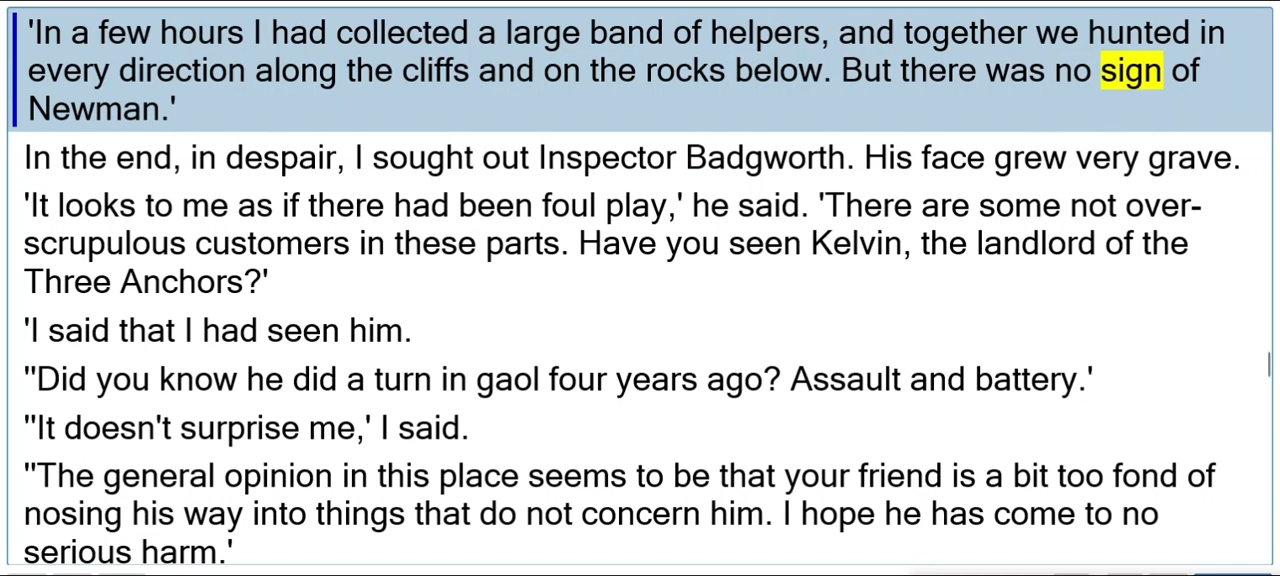 'In a few hours I had collected a large band of helpers, and together we hunted in
every direction along the cliffs and on the rocks below. But there was no sign of
Newman.'
In the end, in despair, I sought out Inspector Badgworth. His face grew very grave.
'It looks to me as if there had been foul play,' he said. 'There are some not over-
scrupulous customers in these parts. Have you seen Kelvin, the landlord of the
Three Anchors?'
'I said that I had seen him.
"Did you know he did a turn in gaol four years ago? Assault and battery.'
"It doesn't surprise me,' I said.
"The general opinion in this place seems to be that your friend is a bit too fond of
nosing his way into things that do not concern him. I hope he has come to no
serious harm.'